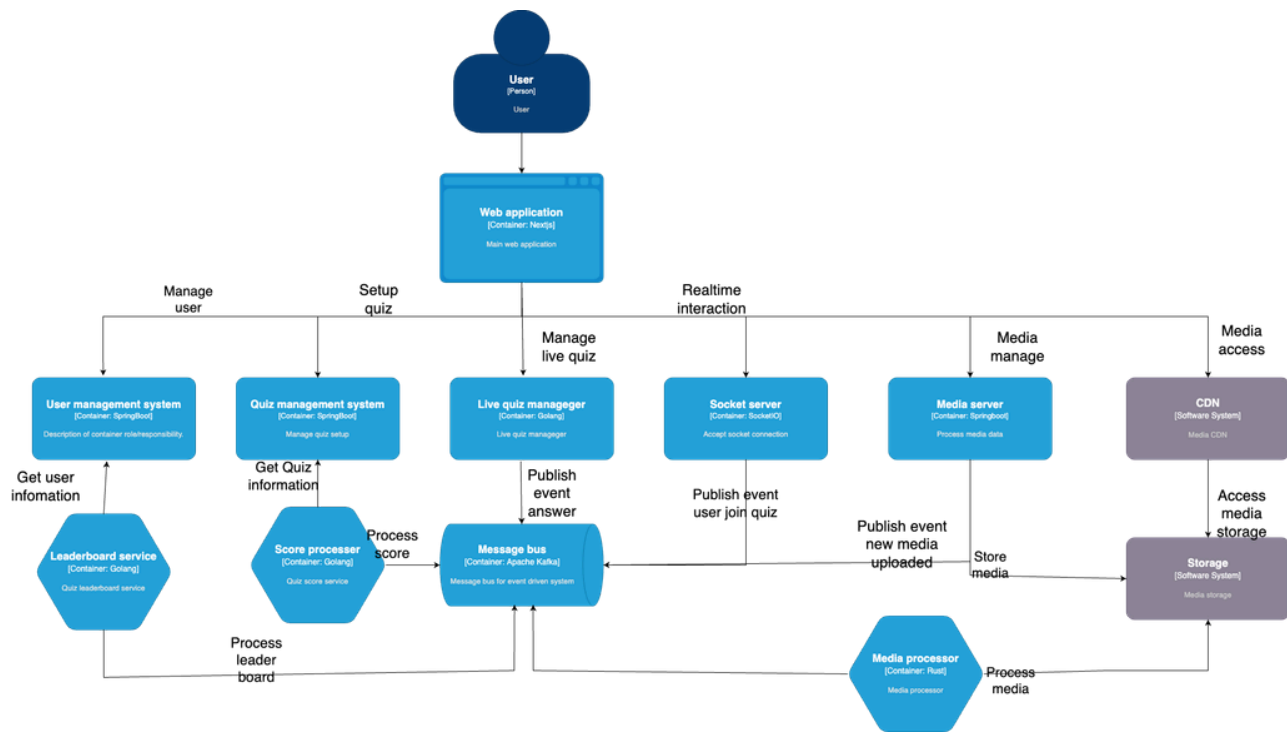 User
[Person]
User
Web application
[Container: Nextjs]
Main web application
Manage
user
Setup
quiz
Manage
live quiz
Realtime
interaction
Media
manage
Media
access
User management system
[Container: SpringBoot]
Description of container role/responsibility.
Quiz management system
[Container: SpringBoot]
Manage quiz setup
Live quiz manageger
[Container: Golang]
Live quiz manageger
Socket server
[Container: SocketIO]
Accept socket connection
Media server
[Container: Springboot]
Process media data
CDN
[Software System]
Media CDN
Get user
infomation
Get Quiz
information
Publish
event
answer
Publish event
user join quiz
Publish event
new media
uploaded
Store
media
Access
media
storage
Leaderboard service
[Container: Golang]
Quiz leaderboard service
Score processer
[Container: Golang]
Quiz score service
Process
score
Message bus
[Container: Apache Kafka]
Message bus for event driven system
Storage
[Software System]
Media storage
Process
leader
board
Media processor
[Container: Rust]
Media processor
Process
media